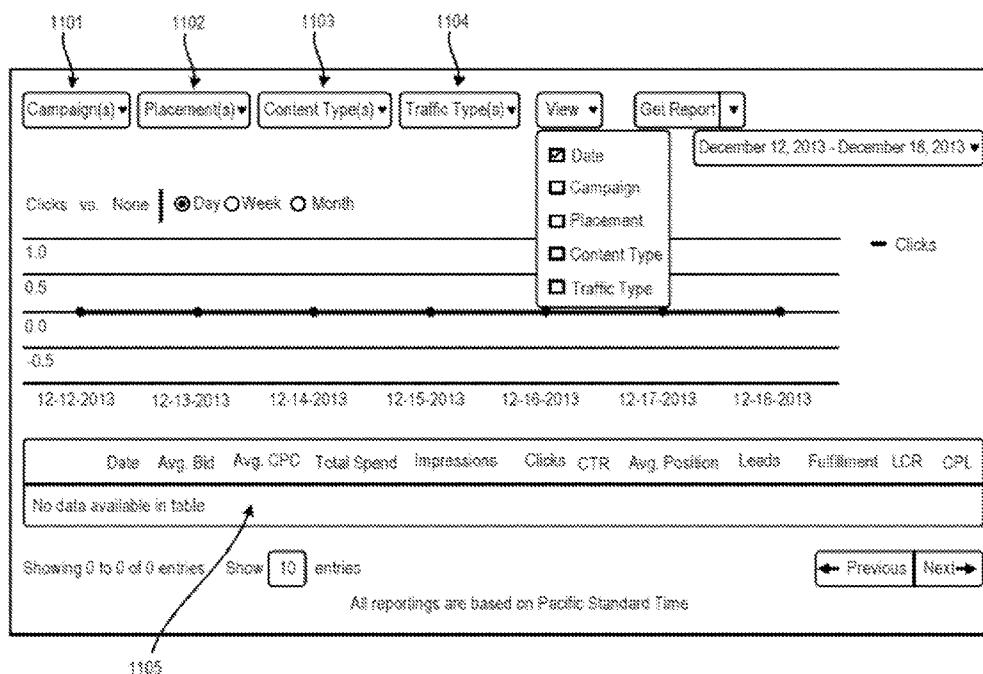 1101 1102 1103 1104
Campaign(s) Placement(s) Content Type(s) Traffic Type(s) View Get Report
December 12, 2013 - December 18, 2013
Date
Campaign
Placement
Content Type
Traffic Type
Clicks vs. None Day Week Month
Clicks
1.0
0.5
0.0
-0.5
12-12-2013 12-13-2013 12-14-2013 12-15-2013 12-16-2013 12-17-2013 12-18-2013
Date Avg. Bid Avg. CPC Total Spend Impressions Clicks CTR Avg. Position Leads Fulfillment LCR CPL
No data available in table
Showing 0 to 0 of 0 entries Show 10 entries
Previous Next
All reportings are based on Pacific Standard Time
1105